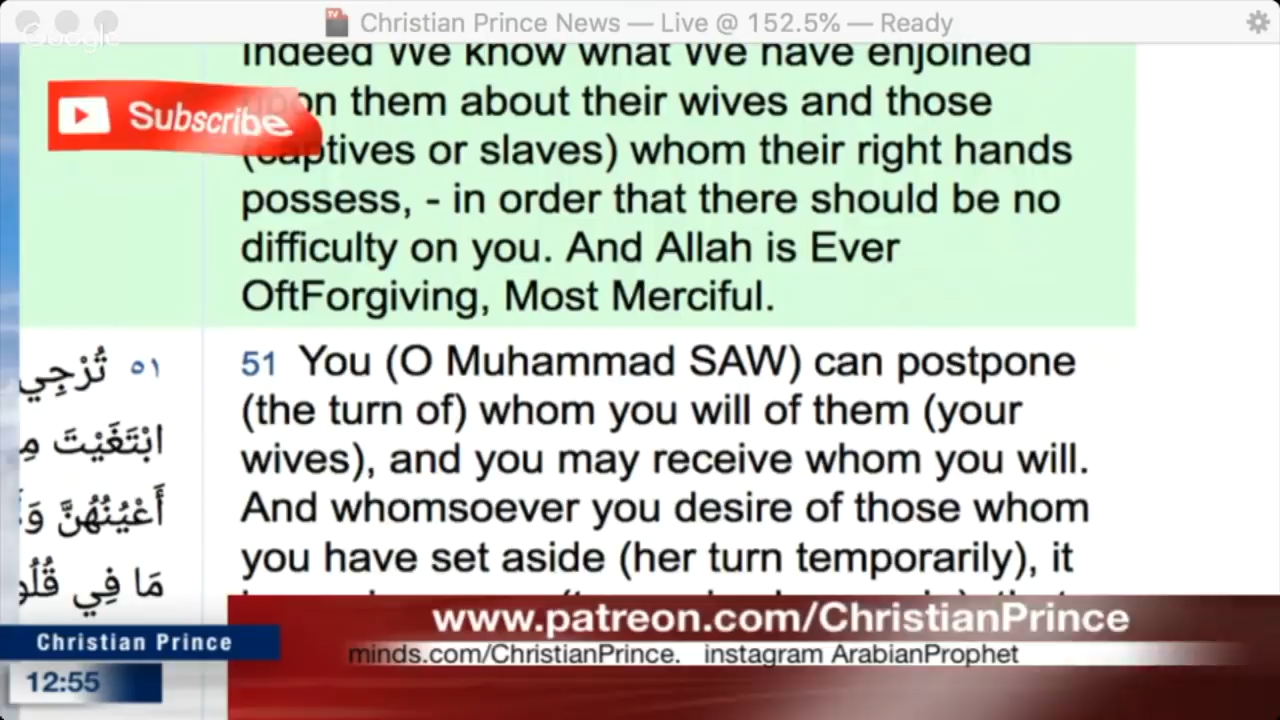 Christian Prince News — Live @ 152.5% — Ready
Google
Indeed We know what We have enjoined
upon them about their wives and those
Subscribe
(captives or slaves) whom their right hands
possess, - in order that there should be no
difficulty on you. And Allah is Ever
OftForgiving, Most Merciful.
51 You (O Muhammad SAW) can postpone
(the turn of) whom you will of them (your
wives), and you may receive whom you will.
And whomsoever you desire of those whom
you have set aside (her turn temporarily), it
٥١ تُرْجِي
ابْتَغَيْتَ
أَعْيُنُهُنَّ
مَا فِي
www.patreon.com/ChristianPrince
Christian Prince
minds.com/ChristianPrince. instagram ArabianProphet
12:55